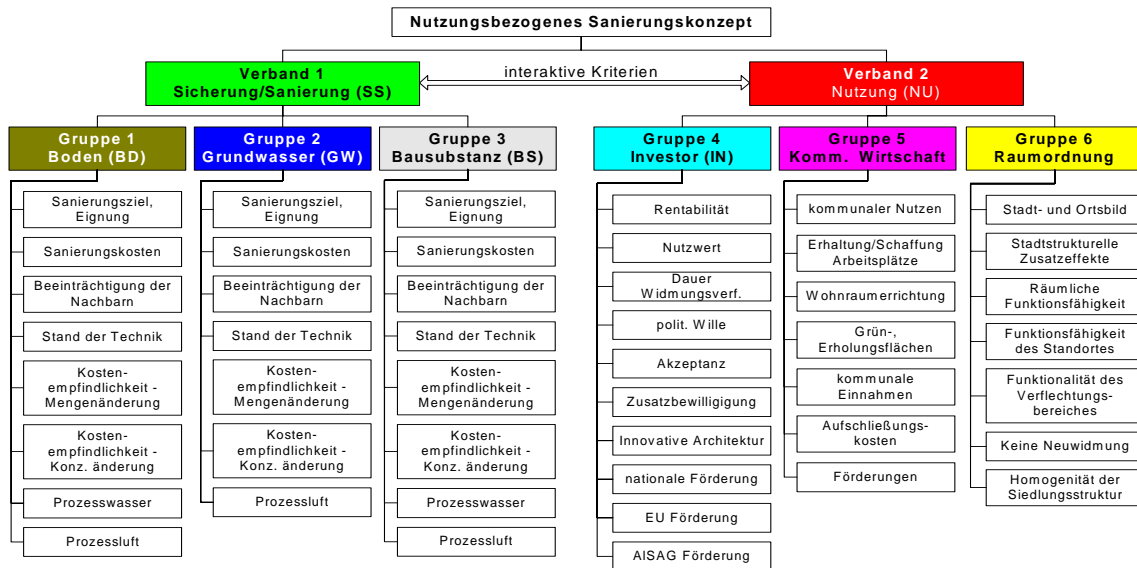 Nutzungsbezogenes Sanierungskonzept
Verband 1
Sicherung/Sanierung (SS)
interaktive Kriterien
Verband 2
Nutzung (NU)
Gruppe 1
Boden (BD)
Sanierungsziel,
Eignung
Sanierungskosten
Beeinträchtigung der
Nachbarn
Stand der Technik
Kosten-
empfindlichkeit -
Mengenänderung
Kosten-
empfindlichkeit -
Konz. änderung
Prozesswasser
Prozessluft
Gruppe 2
Grundwasser (GW)
Sanierungsziel,
Eignung
Sanierungskosten
Beeinträchtigung der
Nachbarn
Stand der Technik
Kosten-
empfindlichkeit -
Mengenänderung
Kosten-
empfindlichkeit -
Konz. änderung
Prozessluft
Gruppe 3
Bausubstanz (BS)
Sanierungsziel,
Eignung
Sanierungskosten
Beeinträchtigung der
Nachbarn
Stand der Technik
Kosten-
empfindlichkeit -
Mengenänderung
Kosten-
empfindlichkeit -
Konz. änderung
Prozesswasser
Prozessluft
Gruppe 4
Investor (IN)
Rentabilität
Nutzwert
Dauer
Widmungsverf.
polit. Wille
Akzeptanz
Zusatzbewilligigung
Innovative Architektur
nationale Förderung
EU Förderung
AlSAG Förderung
Gruppe 5
Komm. Wirtschaft
kommunaler Nutzen
Erhaltung/Schaffung
Arbeitsplätze
Wohnraumerrichtung
Grün-,
Erholungsflächen
kommunale
Einnahmen
Aufschließungs-
kosten
Förderungen
Gruppe 6
Raumordnung
Stadt- und Ortsbild
Stadtstrukturelle
Zusatzeffekte
Räumliche
Funktionsfähigkeit
Funktionsfähigkeit
des Standortes
Funktionalität des
Verflechtungs-
bereiches
Keine Neuwidmung
Homogenität der
Siedlungsstruktur